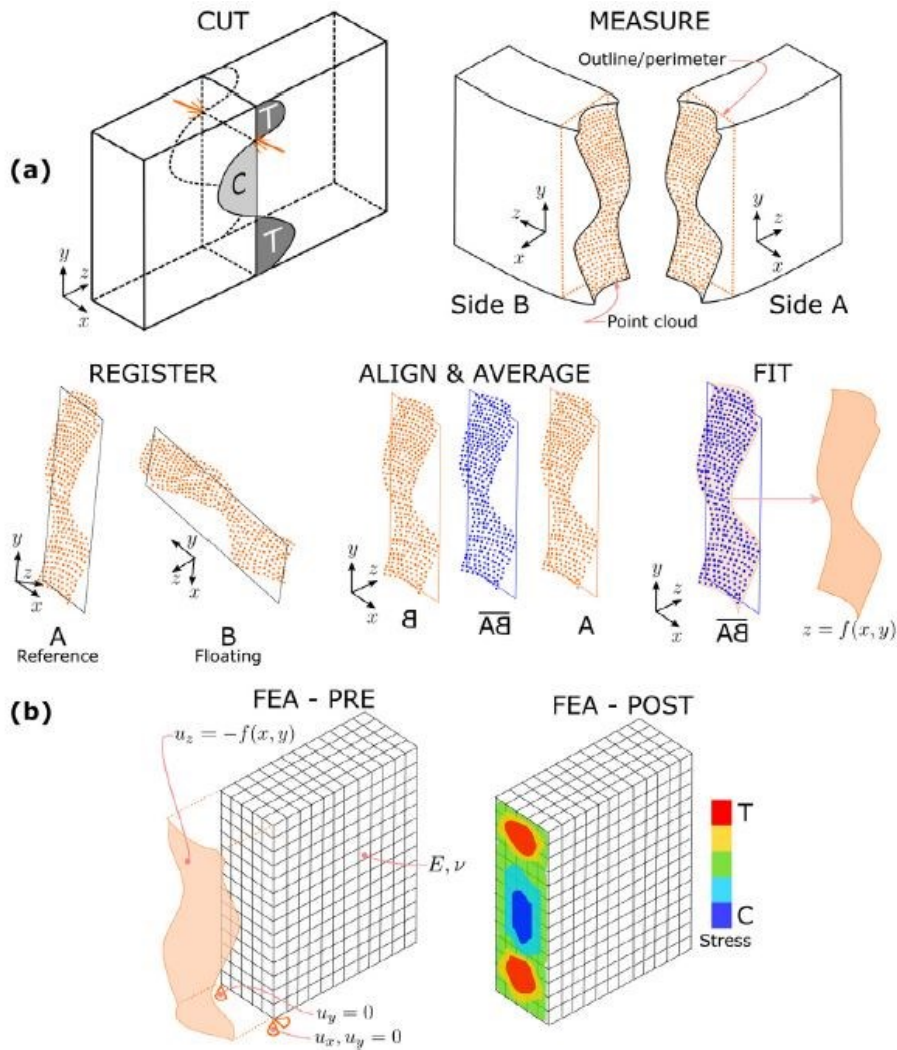 CUT
MEASURE
(a)
T
C
T
y
z
x
Outline/perimeter
y
z
x
y
z
x
Side B
Side A
Point cloud
REGISTER
ALIGN & AVERAGE
FIT
y
z
x
A
Reference
y
z
x
B
Floating
y
z
x
B
AB
A
y
z
x
AB
z = f(x, y)
(b)
FEA - PRE
FEA - POST
u_z = −f(x, y)
E, ν
u_y = 0
u_x, u_y = 0
T
C
Stress